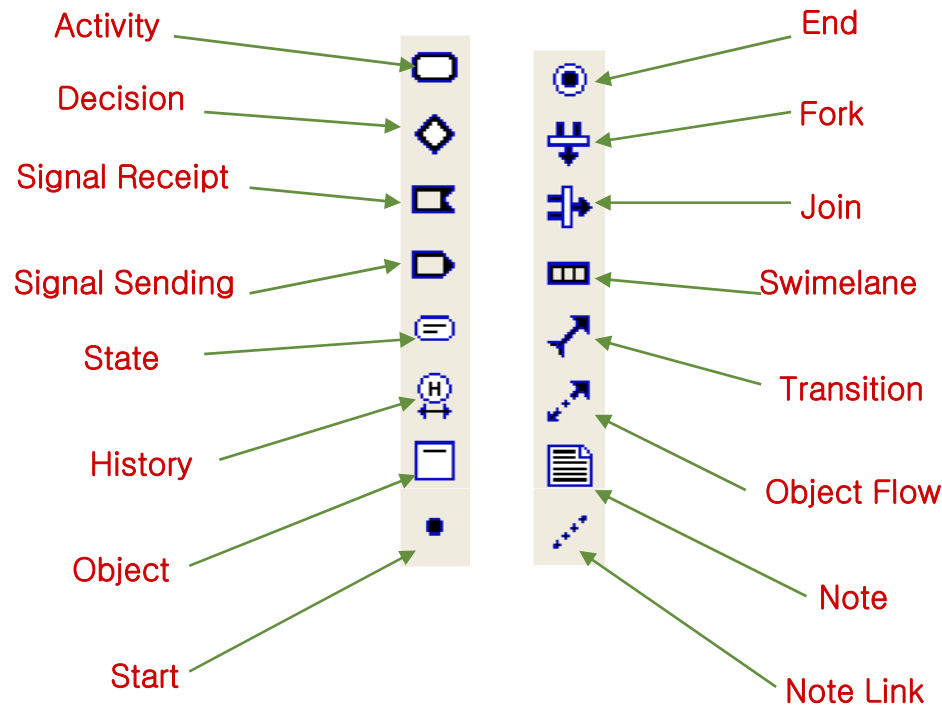 Activity
Decision
Signal Receipt
Signal Sending
State
H
History
Object
Start
End
Fork
Join
Swimelane
Transition
Object Flow
Note
Note Link